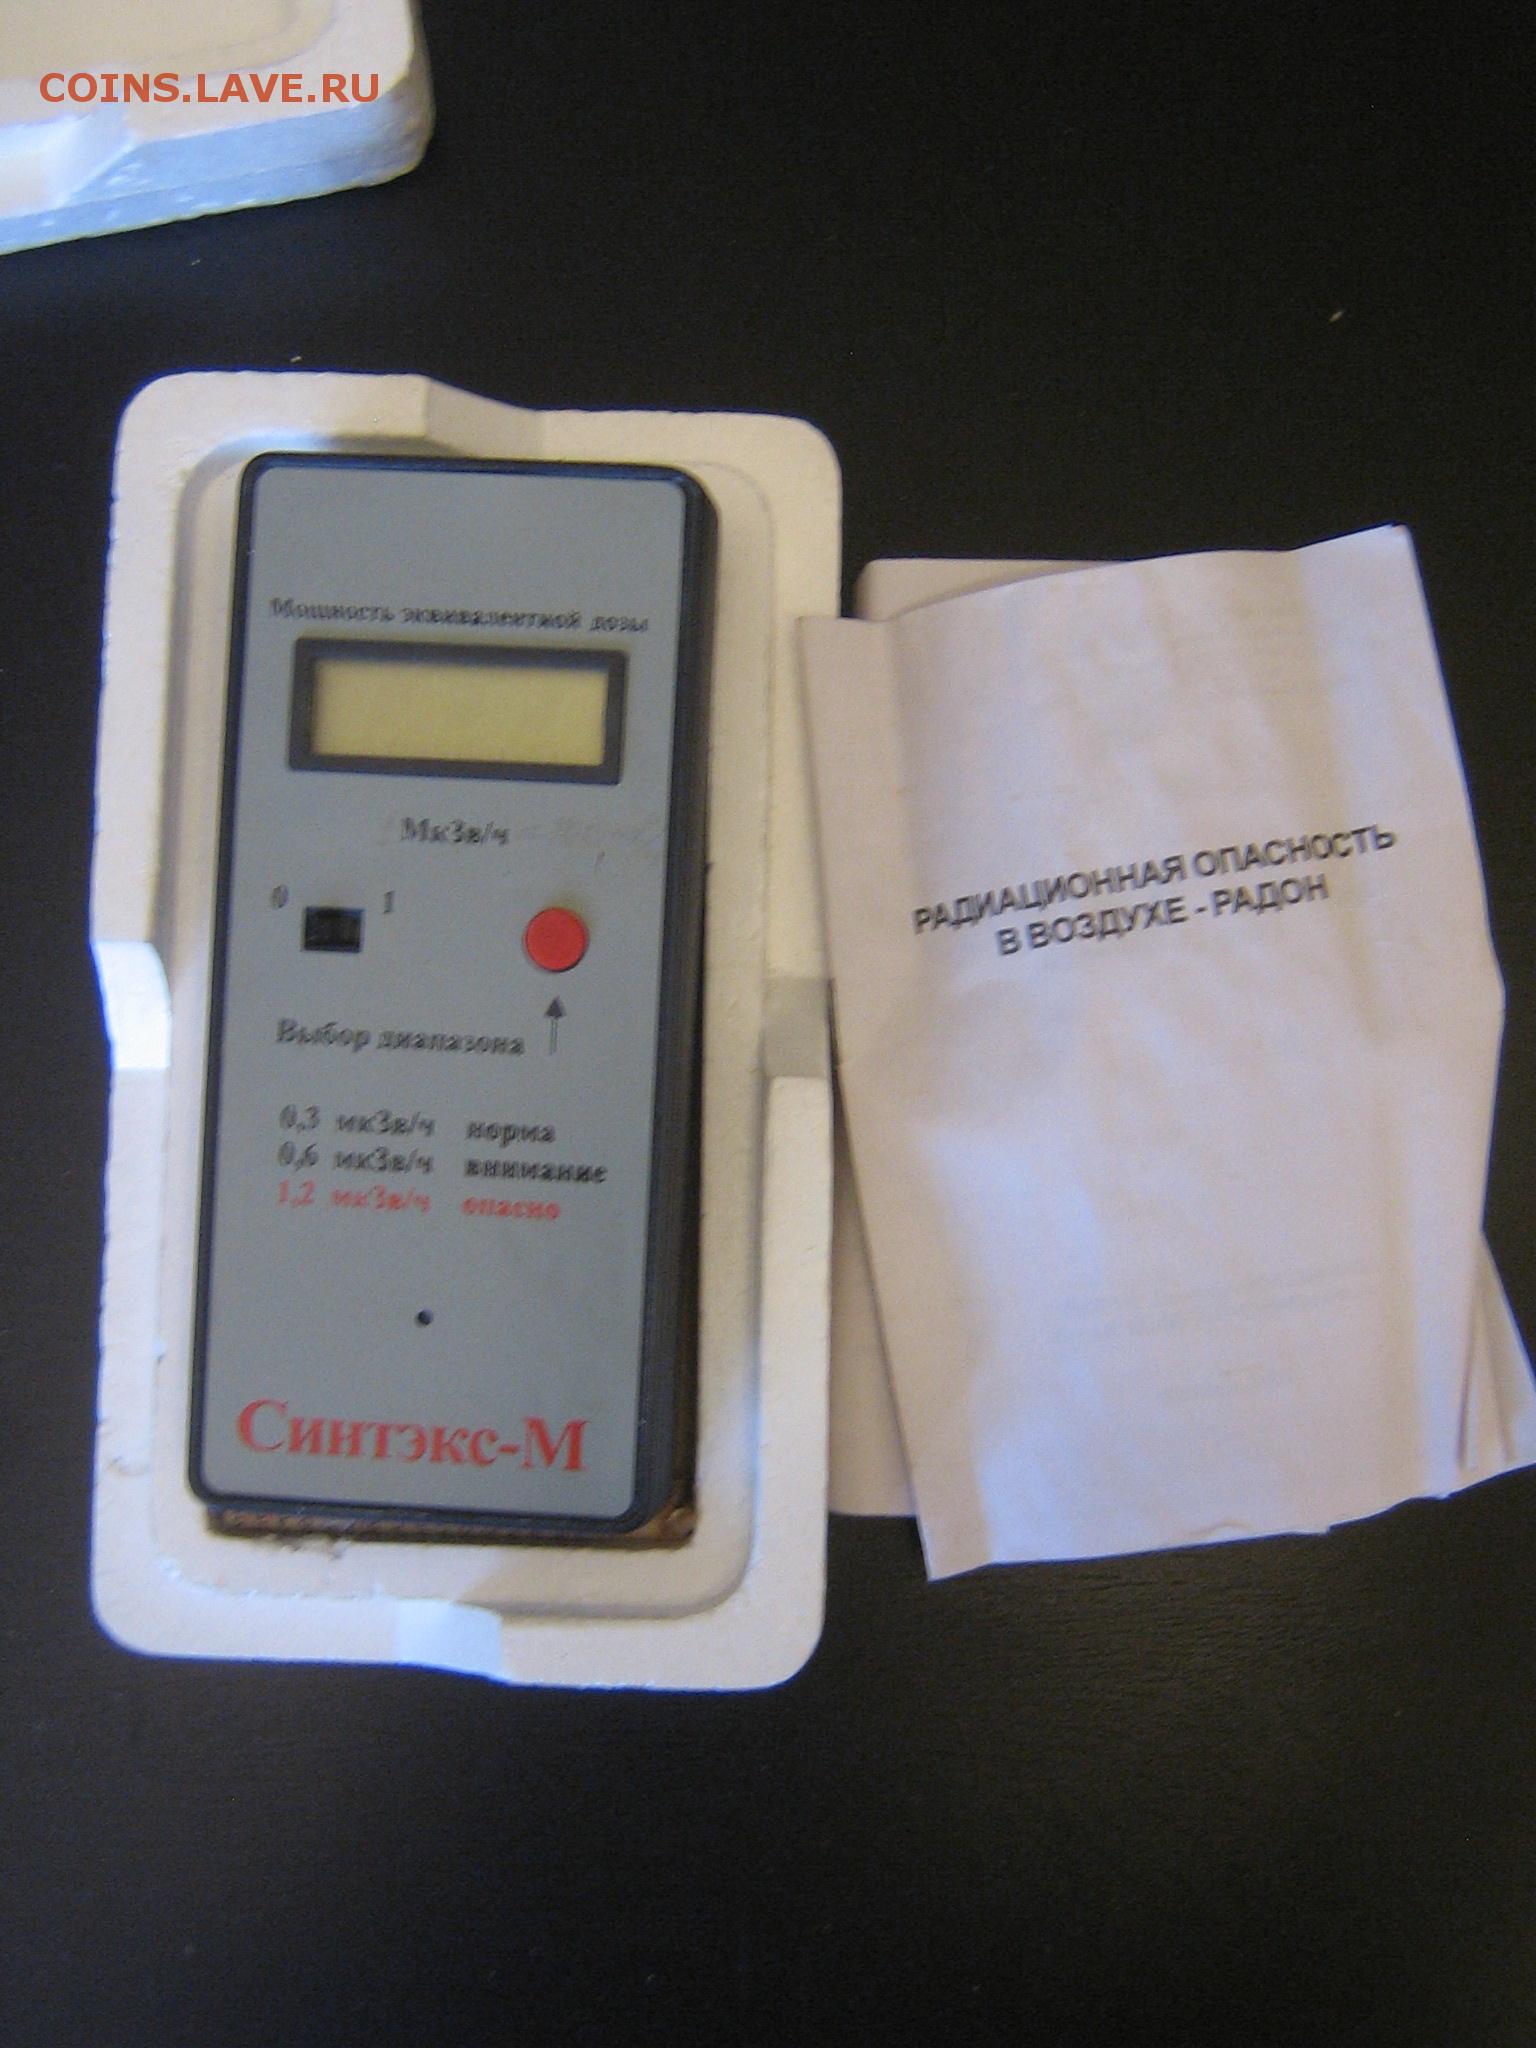 COINS.LAVE.RU
Мощность эквивалентной дозы
МкЗв/ч
0 1
Выбор диапазона
0,3 мкЗв/ч норма
0,6 мкЗв/ч внимание
1,2 мкЗв/ч опасно
Синтэкс-М
РАДИАЦИОННАЯ ОПАСНОСТЬ
В ВОЗДУХЕ - РАДОН